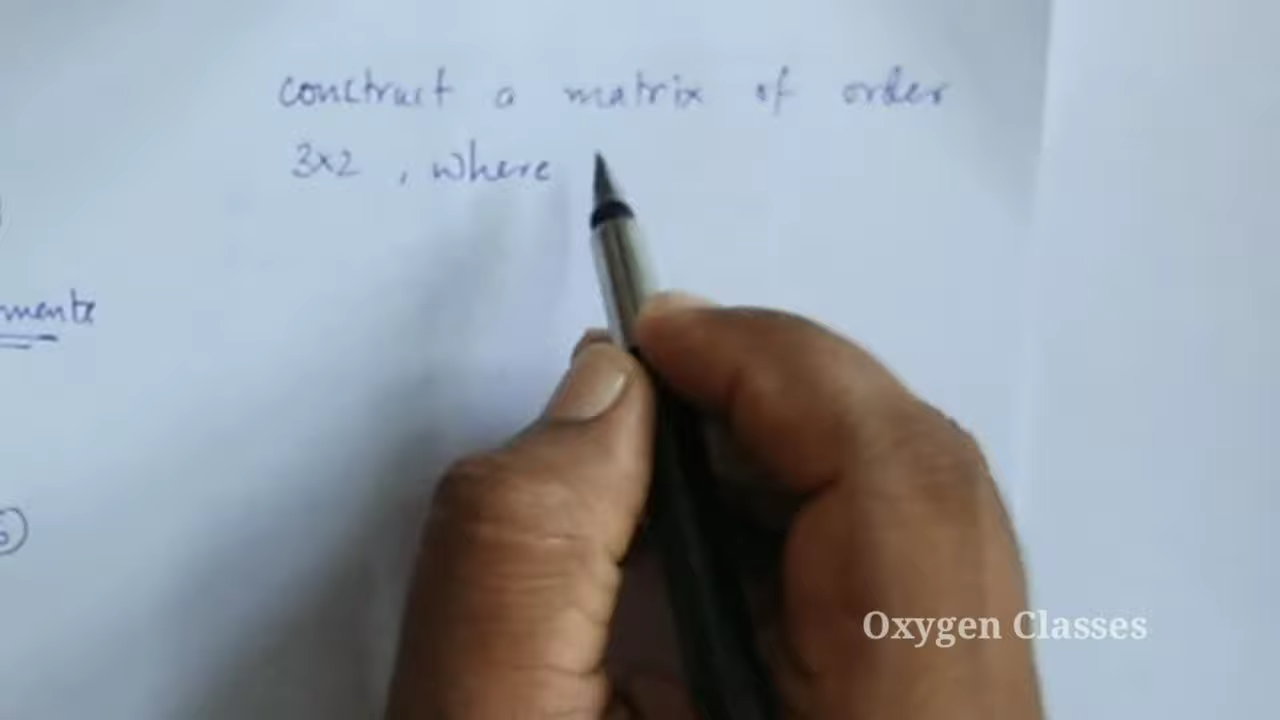 construct a matrix of order
3x2 , where
Oxygen Classes